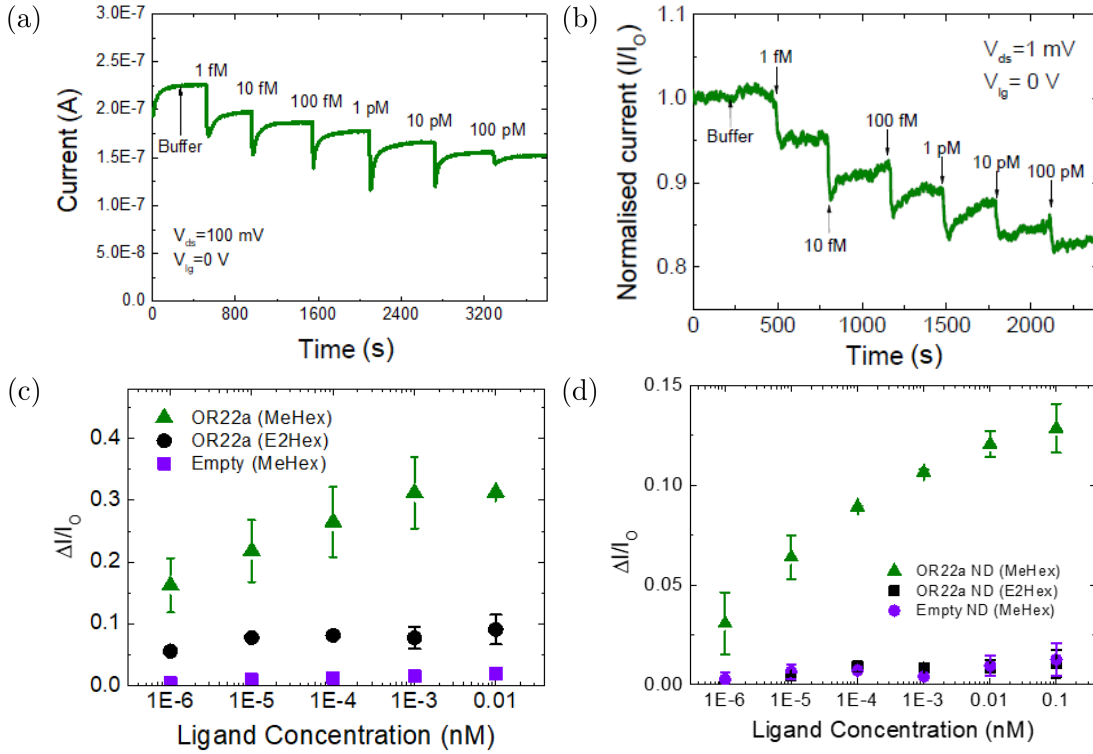 (a)
3.0E-7
2.5E-7
2.0E-7
1.5E-7
1.0E-7
5.0E-8
0.0
Current (A)
1 fM
10 fM
100 fM
1 pM
10 pM
100 pM
Buffer
Vds=100 mV
Vlg=0 V
0 800 1600 2400 3200
Time (s)
(b)
1.1
1.0
0.9
0.8
Normalised current (I/IO)
Vds=1 mV
Vlg=0 V
1 fM
Buffer
100 fM
1 pM
10 pM
100 pM
10 fM
0 500 1000 1500 2000
Time (s)
(c)
0.4
0.3
0.2
0.1
0.0
ΔI/IO
OR22a (MeHex)
OR22a (E2Hex)
Empty (MeHex)
1E-6 1E-5 1E-4 1E-3 0.01
Ligand Concentration (nM)
(d)
0.15
0.10
0.05
0.00
ΔI/IO
OR22a ND (MeHex)
OR22a ND (E2Hex)
Empty ND (MeHex)
1E-6 1E-5 1E-4 1E-3 0.01 0.1
Ligand Concentration (nM)